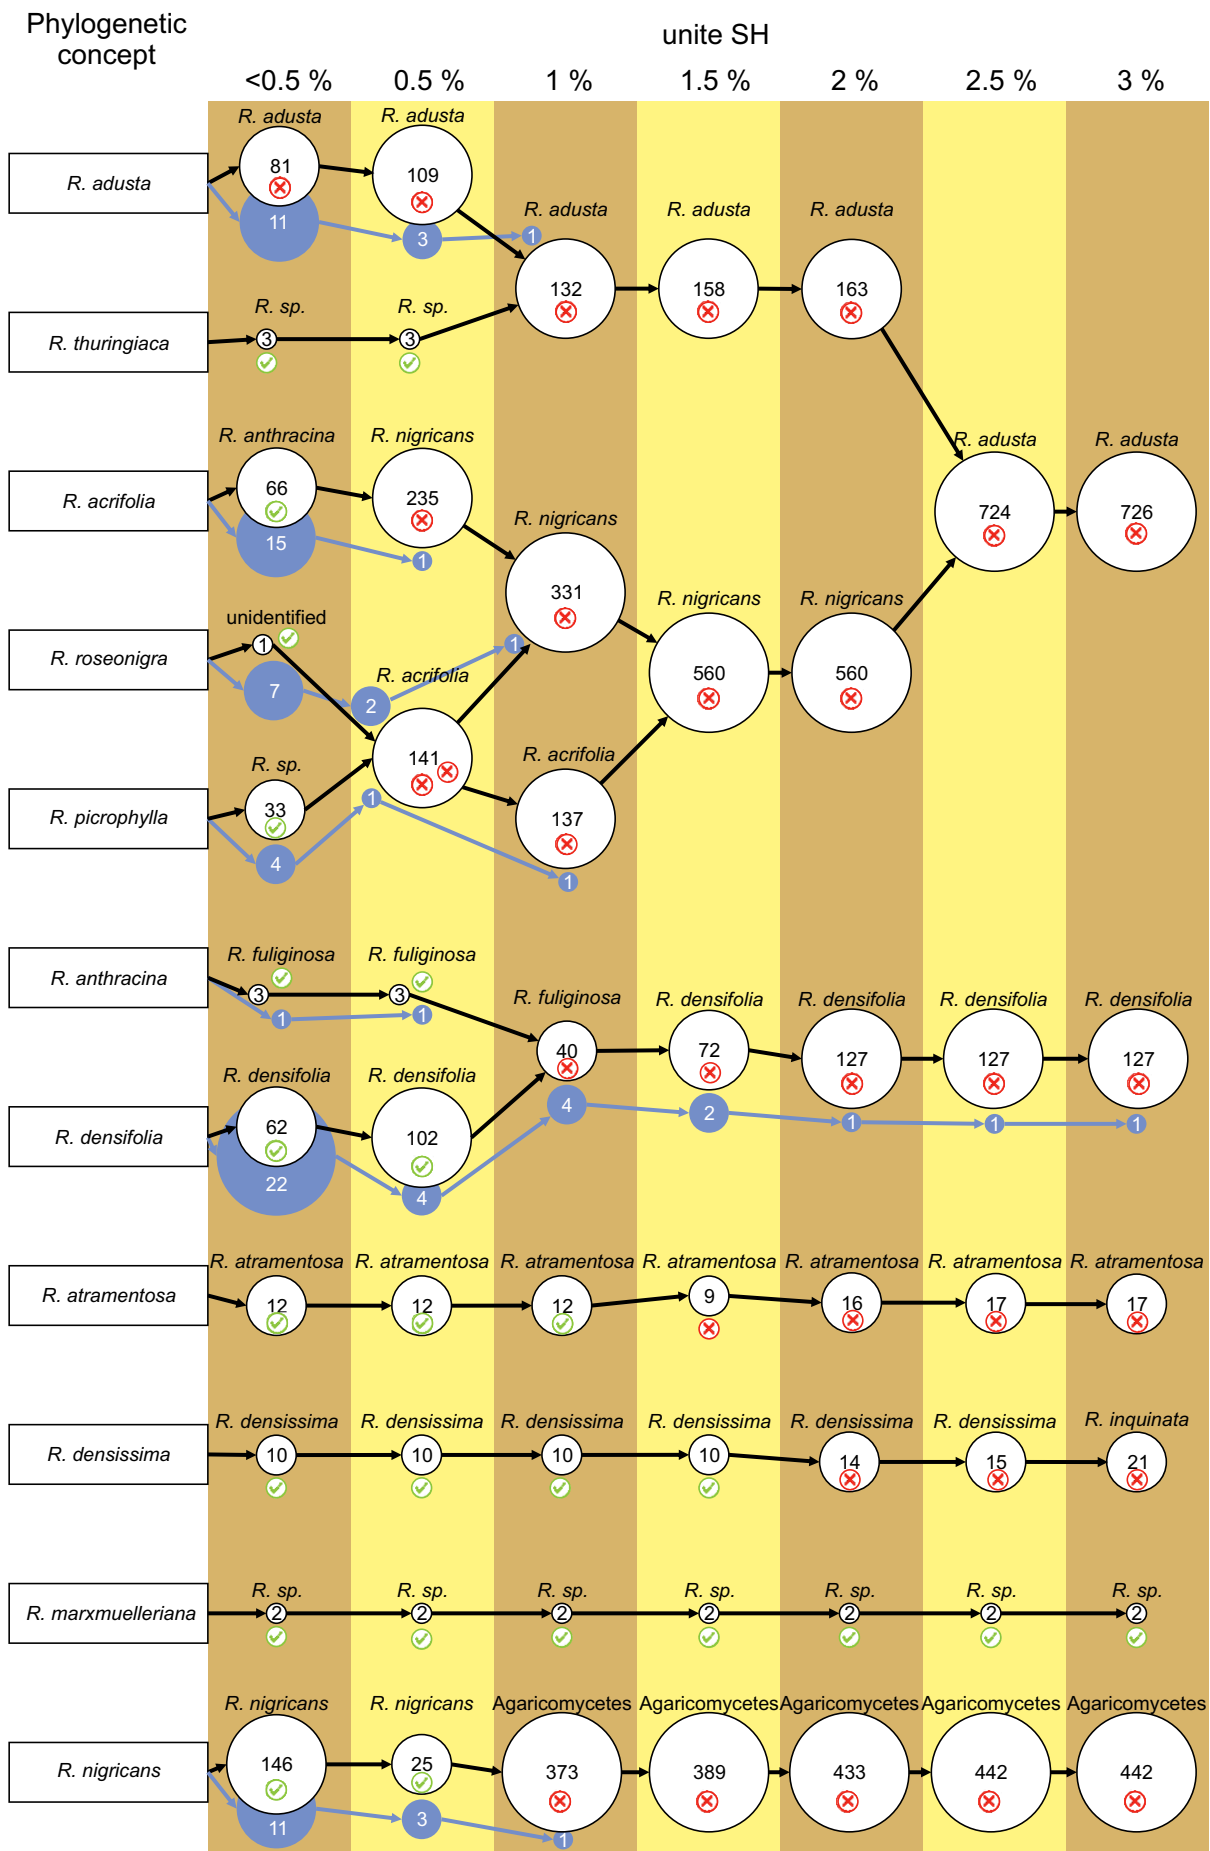 Phylogenetic
concept
unite SH
<0.5 %
0.5 %
1 %
1.5 %
2 %
2.5 %
3 %
R. adusta
R. adusta
R. adusta
81
109
11
3
1
R. adusta
R. adusta
R. adusta
132
158
163
R. thuringiaca
R. sp.
R. sp.
3
3
R. acrifolia
R. anthracina
R. nigricans
66
235
15
1
R. nigricans
331
R. adusta
R. adusta
724
726
R. roseonigra
unidentified
1
7
2
1
R. acrifolia
141
R. nigricans
R. nigricans
560
560
R. picrophylla
R. sp.
33
4
1
R. acrifolia
137
1
R. anthracina
R. fuliginosa
R. fuliginosa
3
3
1
1
R. fuliginosa
R. densifolia
R. densifolia
R. densifolia
R. densifolia
40
72
127
127
127
4
2
1
1
1
R. densifolia
R. densifolia
R. densifolia
62
102
22
4
R. atramentosa
R. atramentosa
R. atramentosa
R. atramentosa
R. atramentosa
R. atramentosa
R. atramentosa
R. atramentosa
12
12
12
9
16
17
17
R. densissima
R. densissima
R. densissima
R. densissima
R. densissima
R. densissima
R. densissima
R. inquinata
10
10
10
10
14
15
21
R. marxmuelleriana
R. sp.
R. sp.
R. sp.
R. sp.
R. sp.
R. sp.
R. sp.
2
2
2
2
2
2
2
R. nigricans
R. nigricans
R. nigricans
Agaricomycetes
Agaricomycetes
Agaricomycetes
Agaricomycetes
Agaricomycetes
146
25
373
389
433
442
442
11
3
1